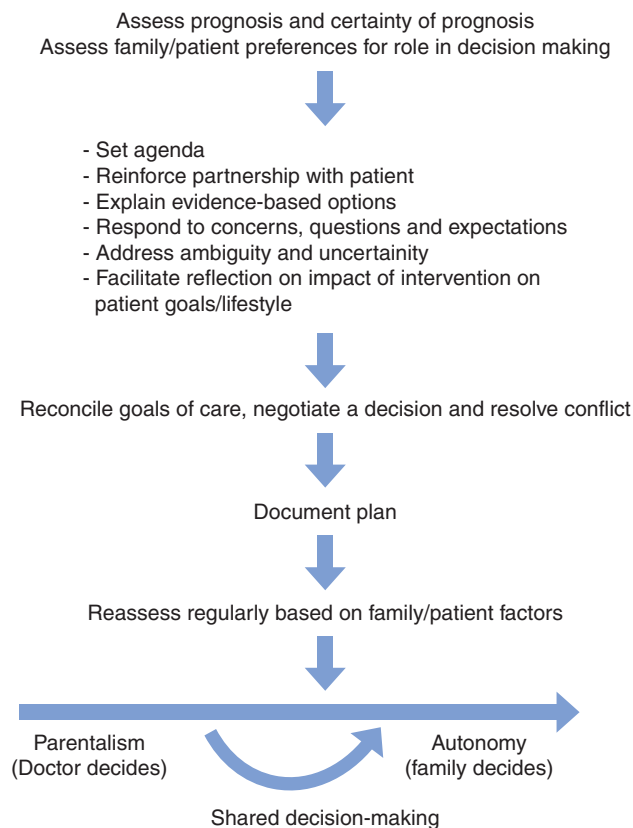 Assess prognosis and certainty of prognosis
Assess family/patient preferences for role in decision making
- Set agenda
- Reinforce partnership with patient
- Explain evidence-based options
- Respond to concerns, questions and expectations
- Address ambiguity and uncertainity
- Facilitate reflection on impact of intervention on
patient goals/lifestyle
Reconcile goals of care, negotiate a decision and resolve conflict
Document plan
Reassess regularly based on family/patient factors
Parentalism
(Doctor decides)
Autonomy
(family decides)
Shared decision-making